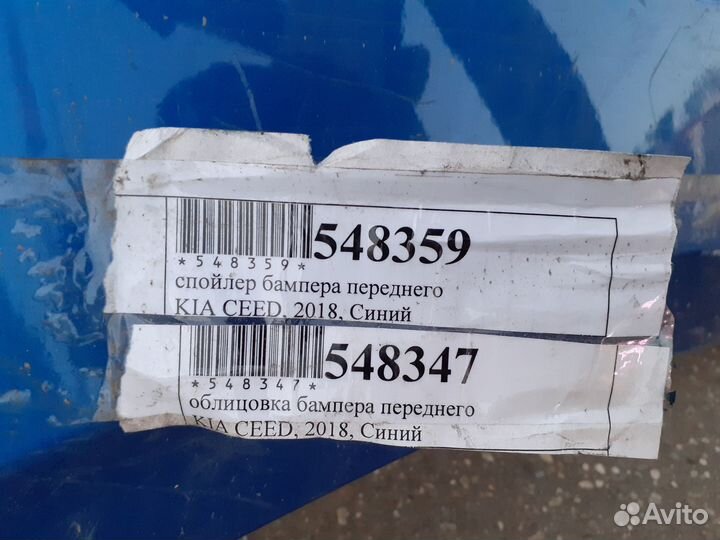 548359
*548359*
спойлер бампера переднего
KIA CEED, 2018, Синий
548347
*548347*
облицовка бампера переднего
KIA CEED, 2018, Синий
Avito